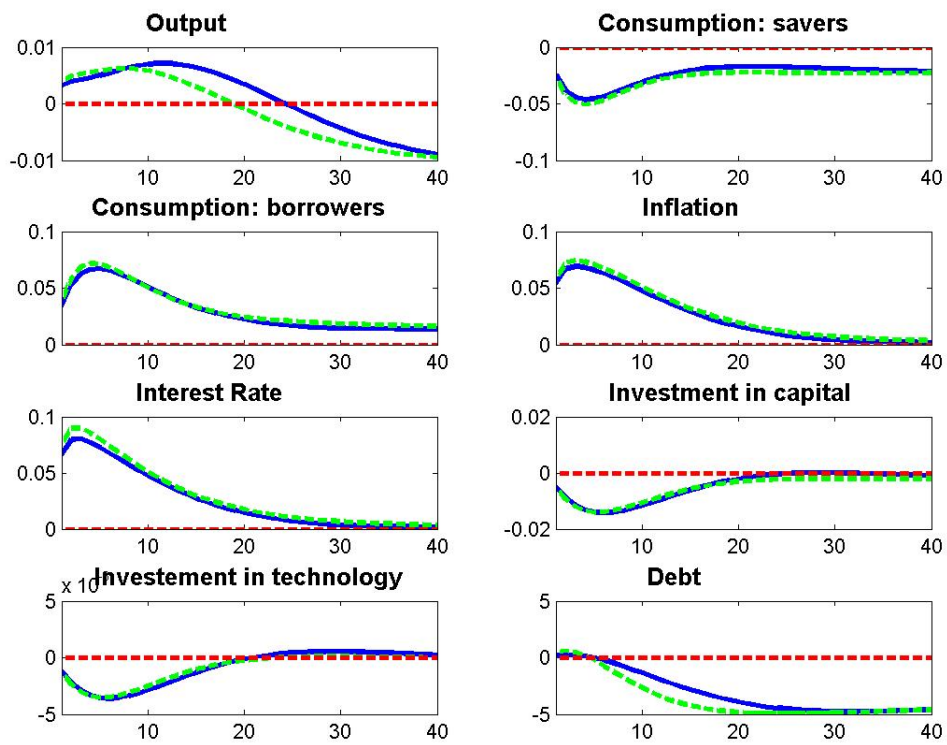 Output
0.01
0
-0.01
10 20 30 40
Consumption: savers
0
-0.05
-0.1
10 20 30 40
Consumption: borrowers
0.1
0.05
0
10 20 30 40
Inflation
0.1
0.05
0
10 20 30 40
Interest Rate
0.1
0.05
0
10 20 30 40
Investment in capital
0.02
0
-0.02
10 20 30 40
Investement in technology
x 10
5
0
-5
10 20 30 40
Debt
5
0
-5
10 20 30 40